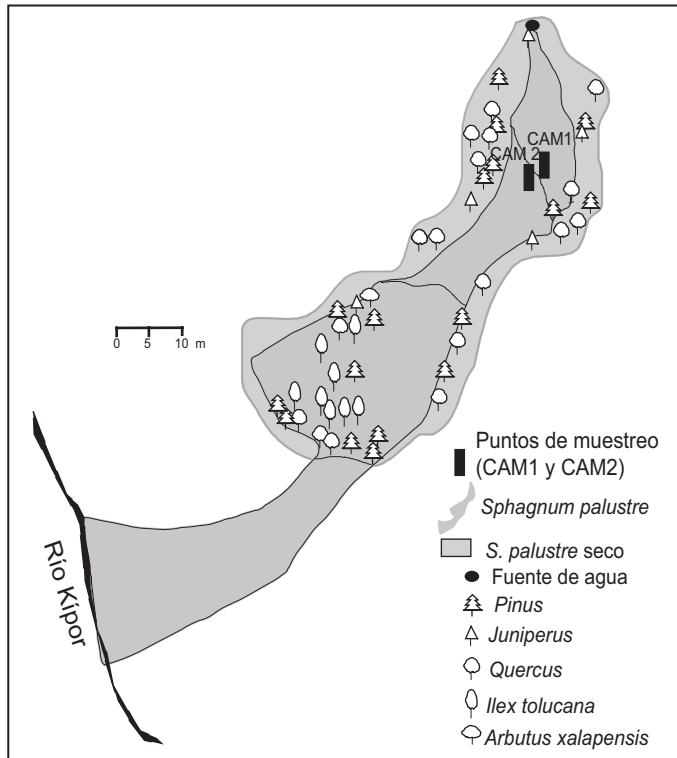 CAM1
CAM 2
0 5 10 m
Río Kípor
Puntos de muestreo
(CAM1 y CAM2)
Sphagnum palustre
S. palustre seco
Fuente de agua
Pinus
Juniperus
Quercus
Ilex tolucana
Arbutus xalapensis